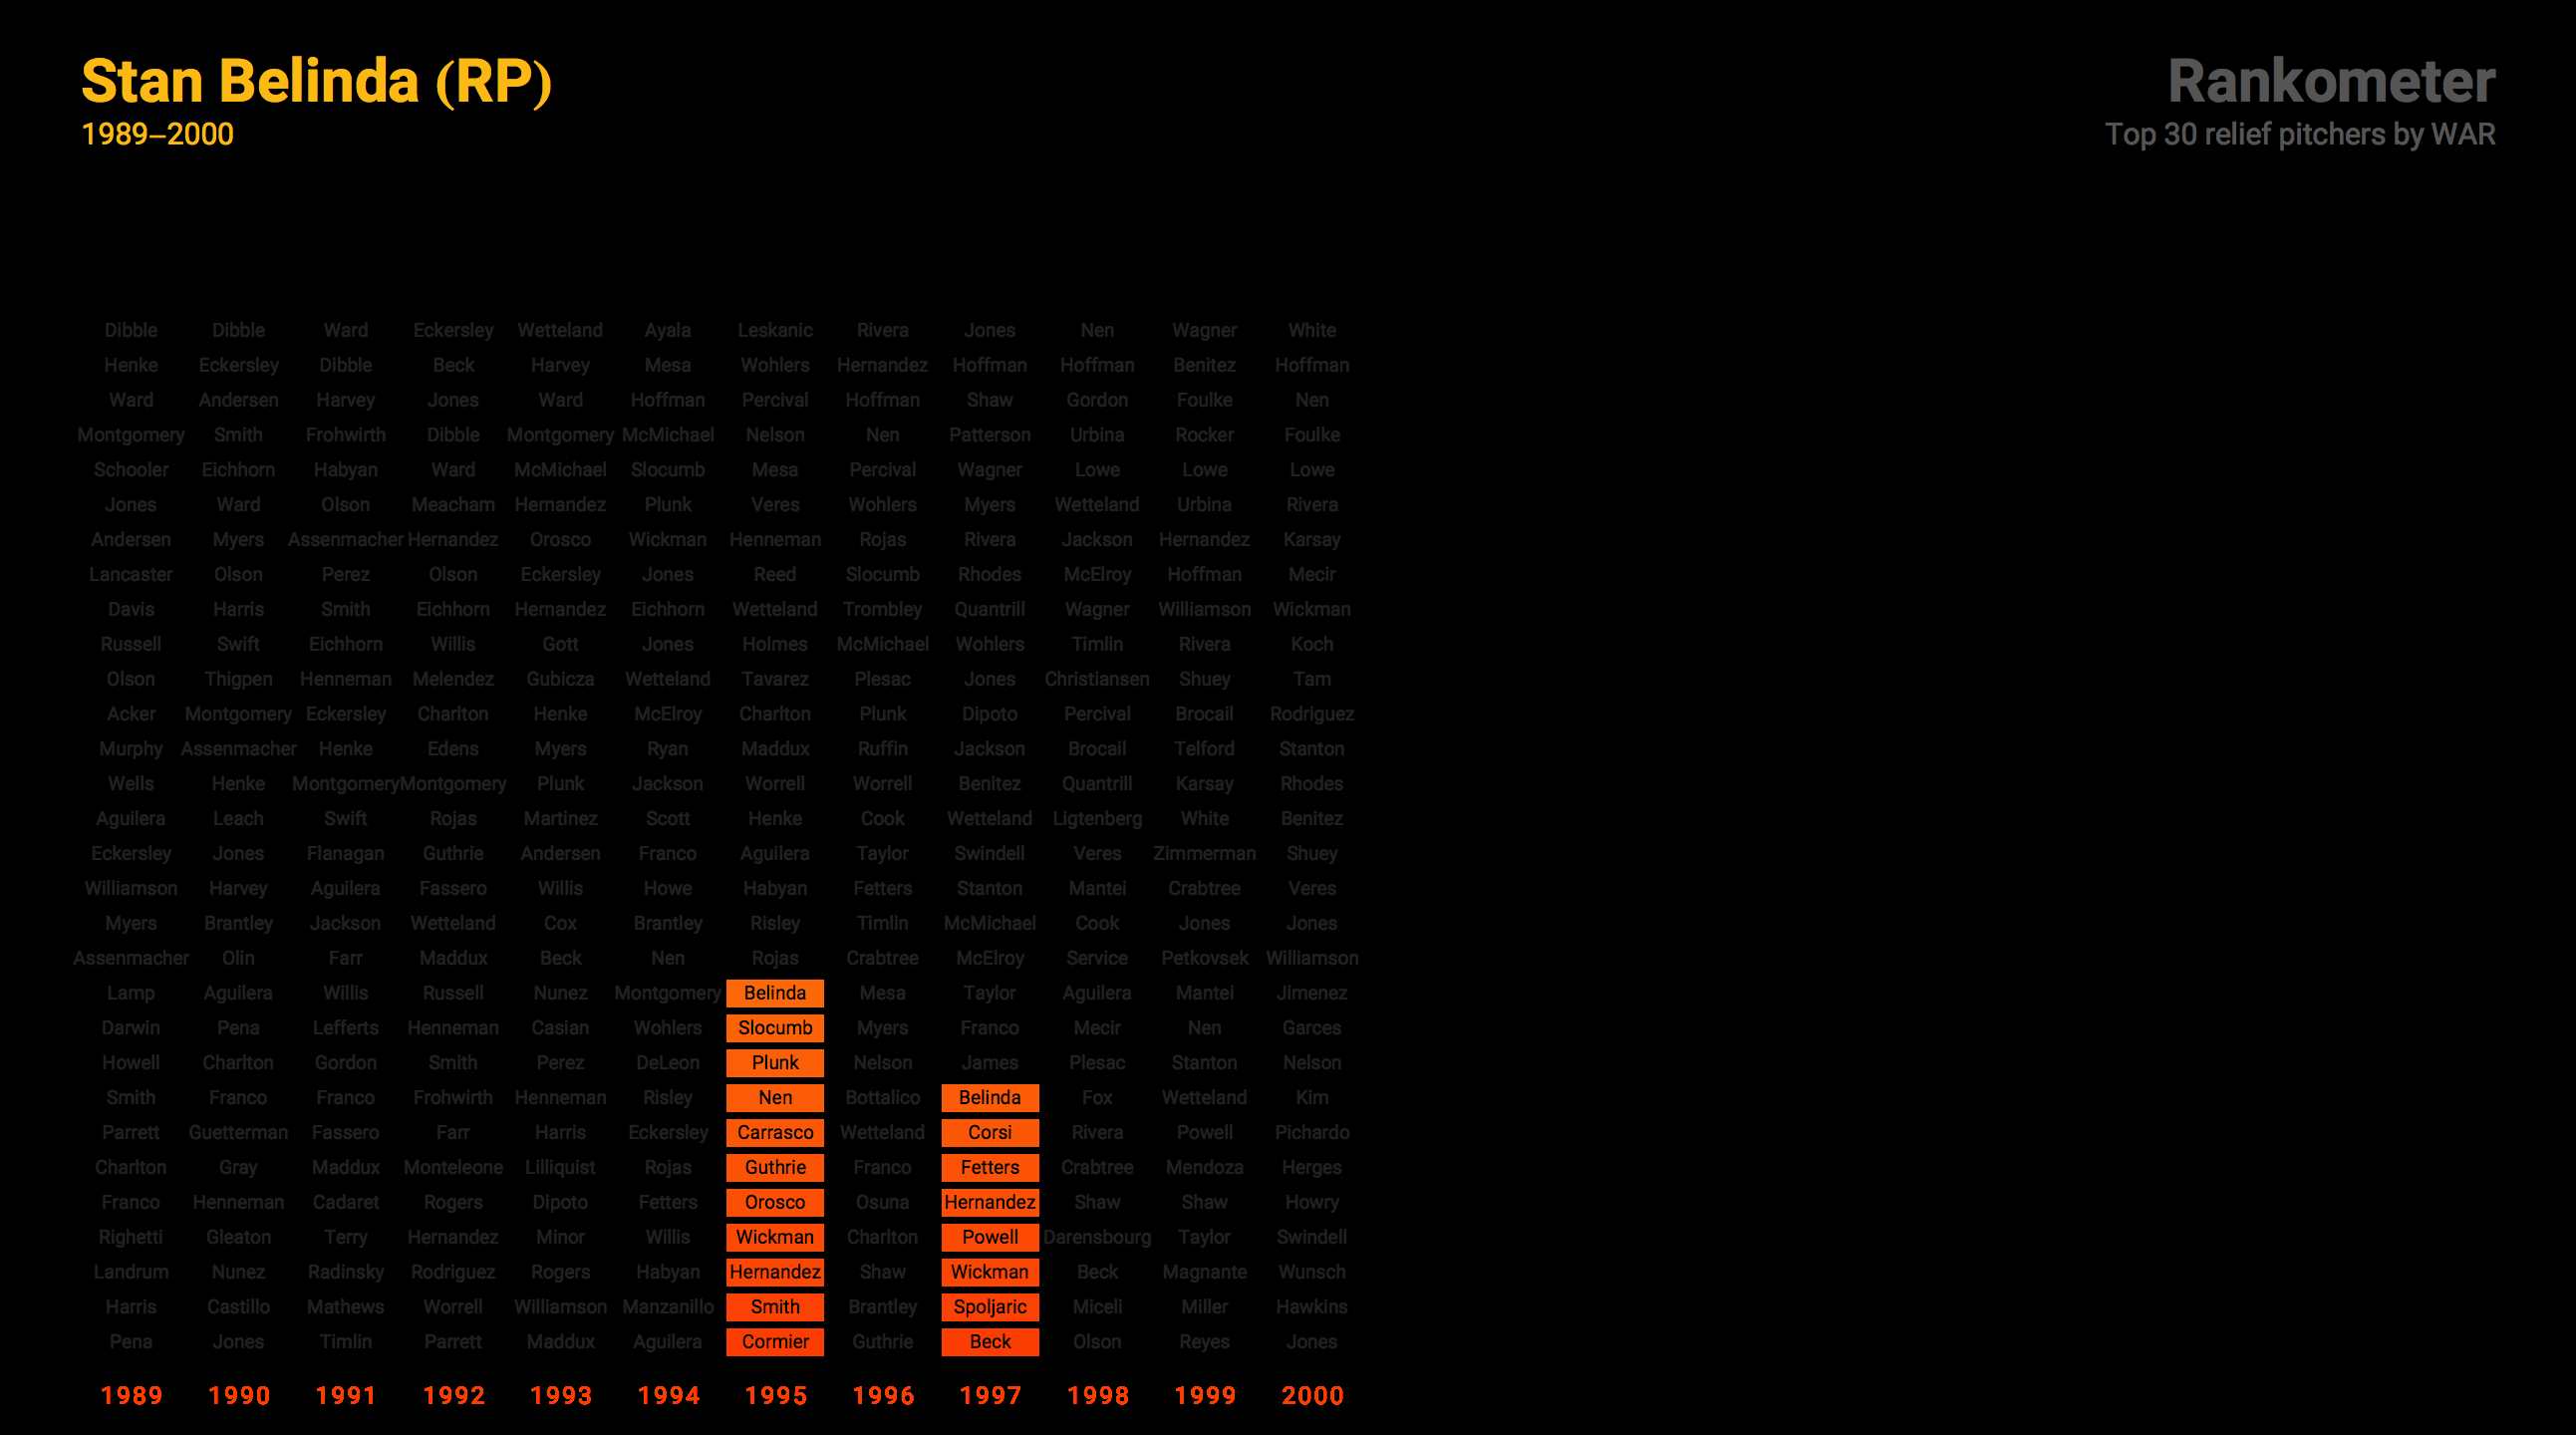 Stan Belinda (RP)
1989–2000
Rankometer
Top 30 relief pitchers by WAR
Dibble Dibble Ward Eckersley Wetteland Ayala Leskanic Rivera Jones Nen Wagner White
Henke Eckersley Dibble Beck Harvey Mesa Wohlers Hernandez Hoffman Hoffman Benitez Hoffman
Ward Andersen Harvey Jones Ward Hoffman Percival Hoffman Shaw Gordon Foulke Nen
Montgomery Smith Frohwirth Dibble Montgomery McMichael Nelson Nen Patterson Urbina Rocker Foulke
Schooler Eichhorn Habyan Ward McMichael Slocumb Mesa Percival Wagner Lowe Lowe Lowe
Jones Ward Olson Meacham Hernandez Plunk Veres Wohlers Myers Wetteland Urbina Rivera
Andersen Myers Assenmacher Hernandez Orosco Wickman Henneman Rojas Rivera Jackson Hernandez Karsay
Lancaster Olson Perez Olson Eckersley Jones Reed Slocumb Rhodes McElroy Hoffman Mecir
Davis Harris Smith Eichhorn Hernandez Eichhorn Wetteland Trombley Quantrill Wagner Williamson Wickman
Russell Swift Eichhorn Willis Gott Jones Holmes McMichael Wohlers Timlin Rivera Koch
Olson Thigpen Henneman Melendez Gubicza Wetteland Tavarez Plesac Jones Christiansen Shuey Tam
Acker Montgomery Eckersley Charlton Henke McElroy Charlton Plunk Dipoto Percival Brocail Rodriguez
Murphy Assenmacher Henke Edens Myers Ryan Maddux Ruffin Jackson Brocail Telford Stanton
Wells Henke Montgomery Montgomery Plunk Jackson Worrell Worrell Benitez Quantrill Karsay Rhodes
Aguilera Leach Swift Rojas Martinez Scott Henke Cook Wetteland Ligtenberg White Benitez
Eckersley Jones Flanagan Guthrie Andersen Franco Aguilera Taylor Swindell Veres Zimmerman Shuey
Williamson Harvey Aguilera Fassero Willis Howe Habyan Fetters Stanton Mantei Crabtree Veres
Myers Brantley Jackson Wetteland Cox Brantley Risley Timlin McMichael Cook Jones Jones
Assenmacher Olin Farr Maddux Beck Nen Rojas Crabtree McElroy Service Petkovsek Williamson
Lamp Aguilera Willis Russell Nunez Montgomery Belinda Mesa Taylor Aguilera Mantei Jimenez
Darwin Pena Lefferts Henneman Casian Wohlers Slocumb Myers Franco Mecir Nen Garces
Howell Charlton Gordon Smith Perez DeLeon Plunk Nelson James Plesac Stanton Nelson
Smith Franco Franco Frohwirth Henneman Risley Nen Bottalico Belinda Fox Wetteland Kim
Parrett Guetterman Fassero Farr Harris Eckersley Carrasco Wetteland Corsi Rivera Powell Pichardo
Charlton Gray Maddux Monteleone Lilliquist Rojas Guthrie Franco Fetters Crabtree Mendoza Herges
Franco Henneman Cadaret Rogers Dipoto Fetters Orosco Osuna Hernandez Shaw Shaw Howry
Righetti Gleaton Terry Hernandez Minor Willis Wickman Charlton Powell Darensbourg Taylor Swindell
Landrum Nunez Radinsky Rodriguez Rogers Habyan Hernandez Shaw Wickman Beck Magnante Wunsch
Harris Castillo Mathews Worrell Williamson Manzanillo Smith Brantley Spoljaric Miceli Miller Hawkins
Pena Jones Timlin Parrett Maddux Aguilera Cormier Guthrie Beck Olson Reyes Jones
1989 1990 1991 1992 1993 1994 1995 1996 1997 1998 1999 2000